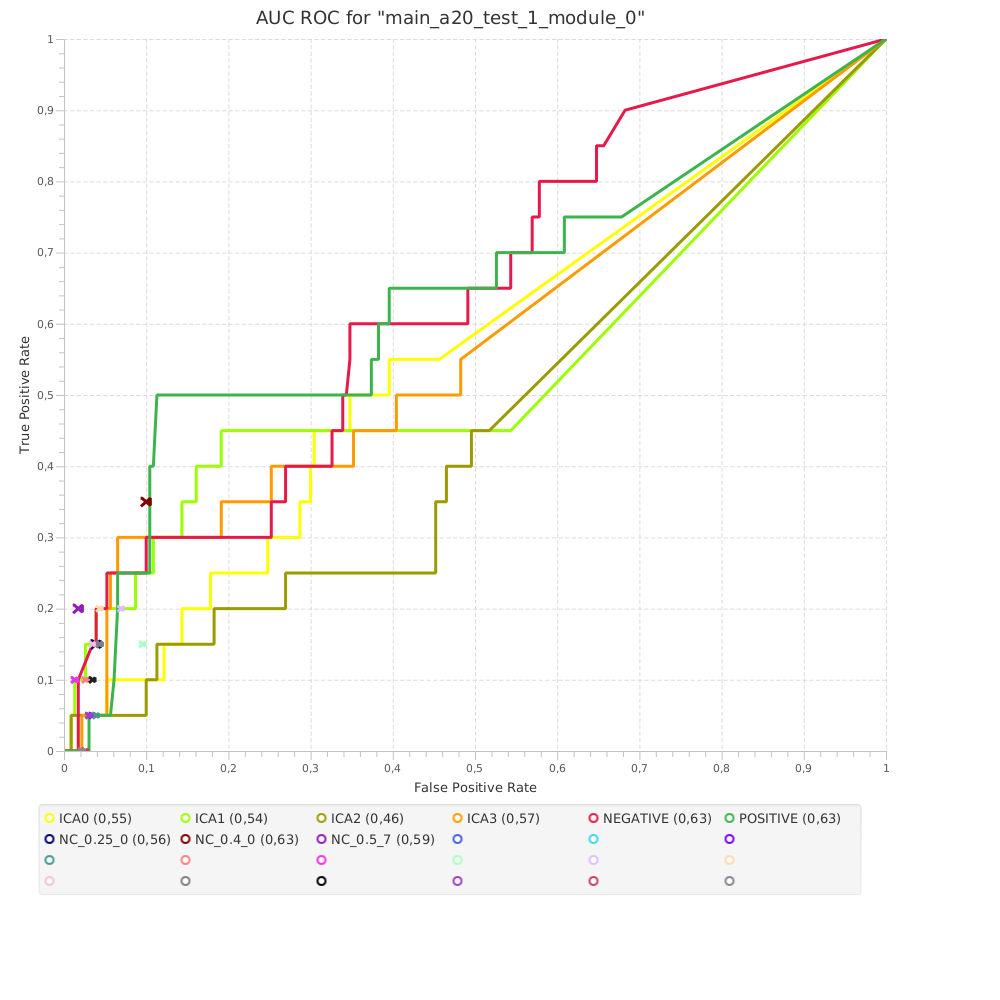 AUC ROC for "main_a20_test_1_module_0"
1
0,9
0,8
0,7
0,6
0,5
0,4
0,3
0,2
0,1
0
True Positive Rate
0 0,1 0,2 0,3 0,4 0,5 0,6 0,7 0,8 0,9 1
False Positive Rate
ICA0 (0,55) ICA1 (0,54) ICA2 (0,46) ICA3 (0,57) NEGATIVE (0,63) POSITIVE (0,63)
NC_0.25_0 (0,56) NC_0.4_0 (0,63) NC_0.5_7 (0,59)